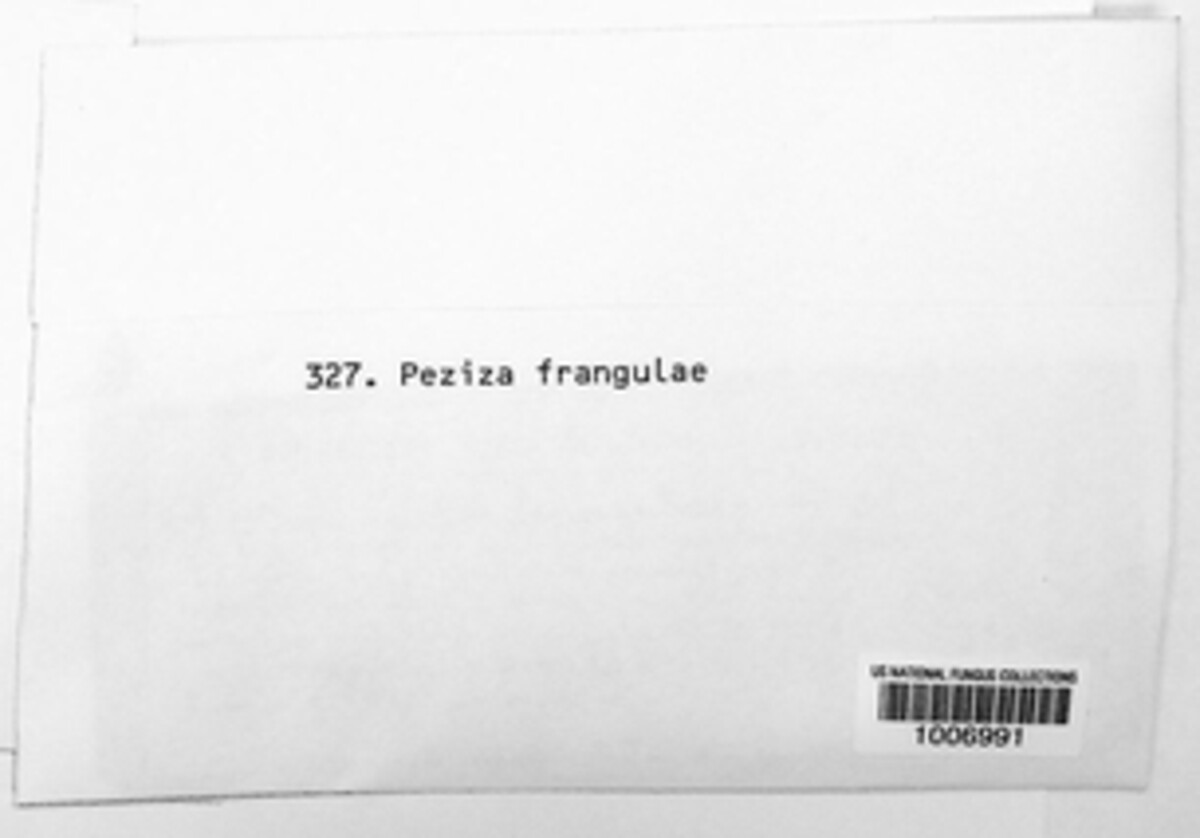 327. Peziza frangulae
US NATIONAL FUNGUS COLLECTIONS
1006991